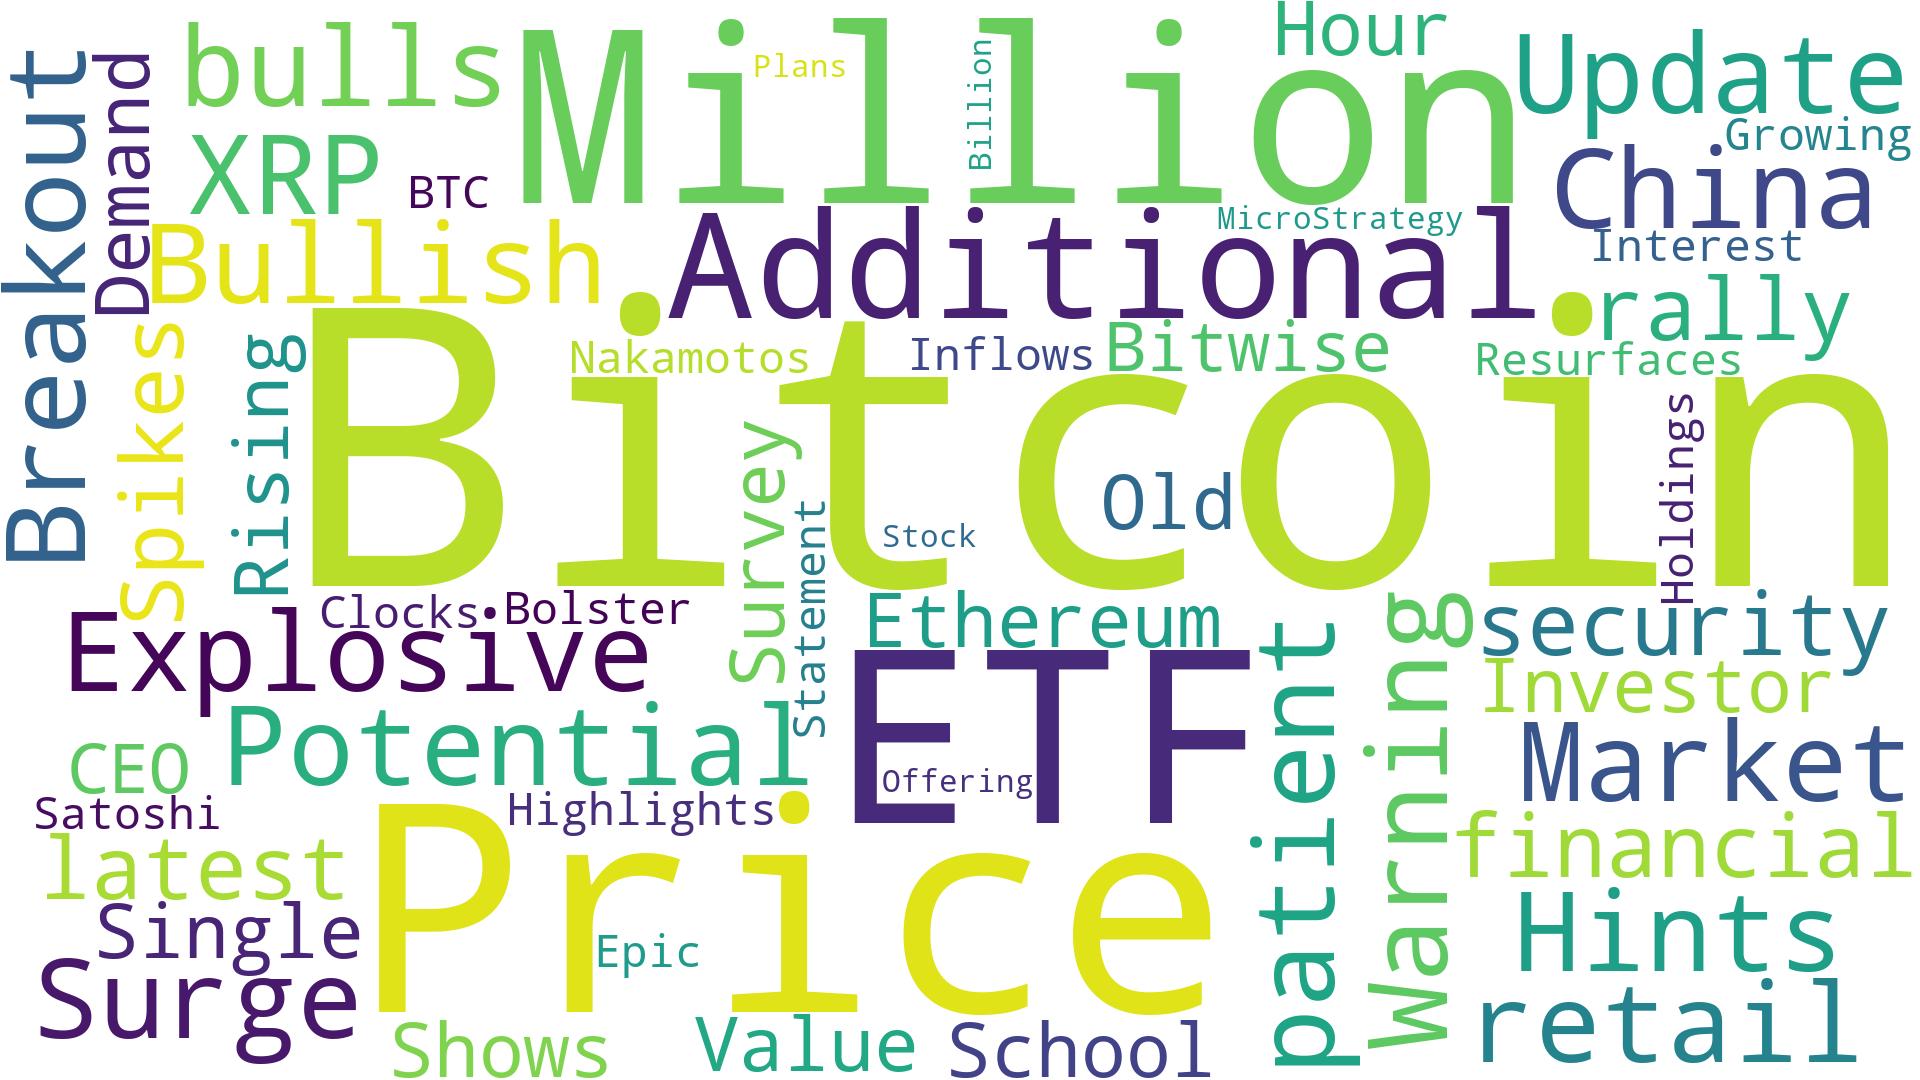 Breakout
Demand
bulls
Million
Plans
Billion
Hour
Update
Growing
XRP
BTC
China
Interest
MicroStrategy
Bullish
Additional
rally
Spikes
Rising
Bitcoin
Nakamotos
Inflows
Bitwise
Resurfaces
Holdings
Survey
Statement
Old
Stock
Clocks
Bolster
Explosive
Ethereum
security
Potential
ETF
patient
Warning
Investor
CEO
Market
Satoshi
Highlights
Offering
financial
latest
Price
Single
Epic
Hints
Surge
retail
Shows
Value
School